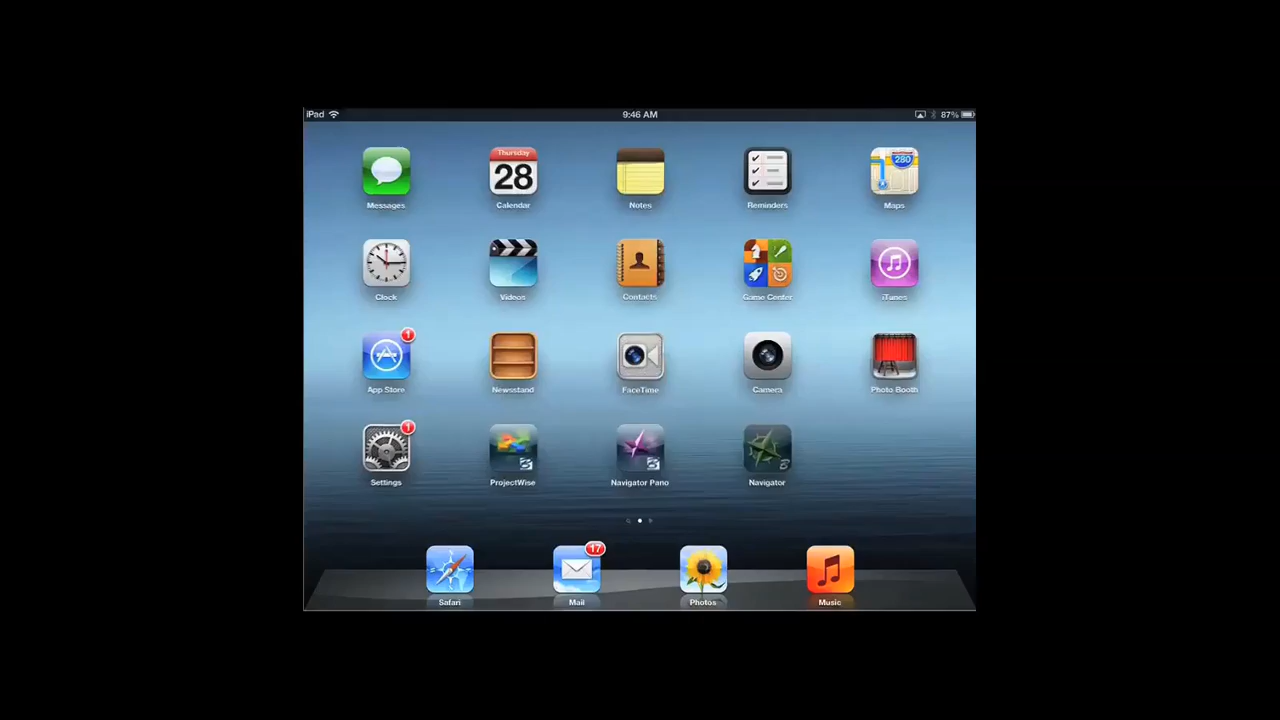 iPad 9:46 AM 87%
Thursday
28
280
Messages Calendar Notes Reminders Maps
Clock Videos Contacts Game Center iTunes
1
App Store Newsstand FaceTime Camera Photo Booth
1
Settings ProjectWise Navigator Pano Navigator
17
Safari Mail Photos Music